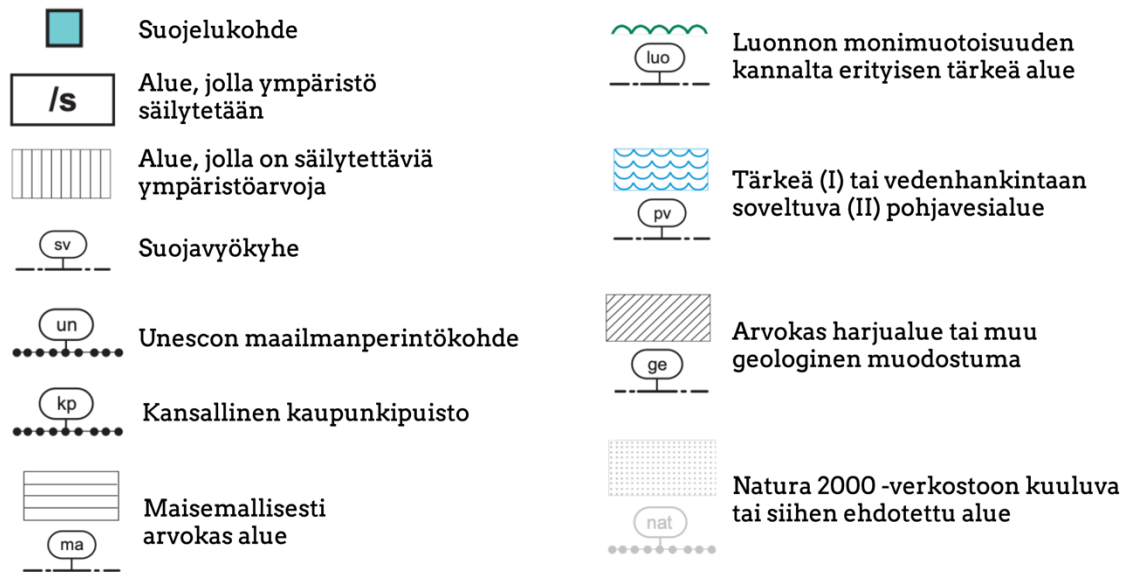 Suojelukohde
/s
Alue, jolla ympäristö
säilytetään
Alue, jolla on säilytettäviä
ympäristöarvoja
sv
Suojavyökyhe
un
Unescon maailmanperintökohde
kp
Kansallinen kaupunkipuisto
ma
Maisemallisesti
arvokas alue
luo
Luonnon monimuotoisuuden
kannalta erityisen tärkeä alue
pv
Tärkeä (I) tai vedenhankintaan
soveltuva (II) pohjavesialue
ge
Arvokas harjualue tai muu
geologinen muodostuma
nat
Natura 2000 -verkostoon kuuluva
tai siihen ehdotettu alue